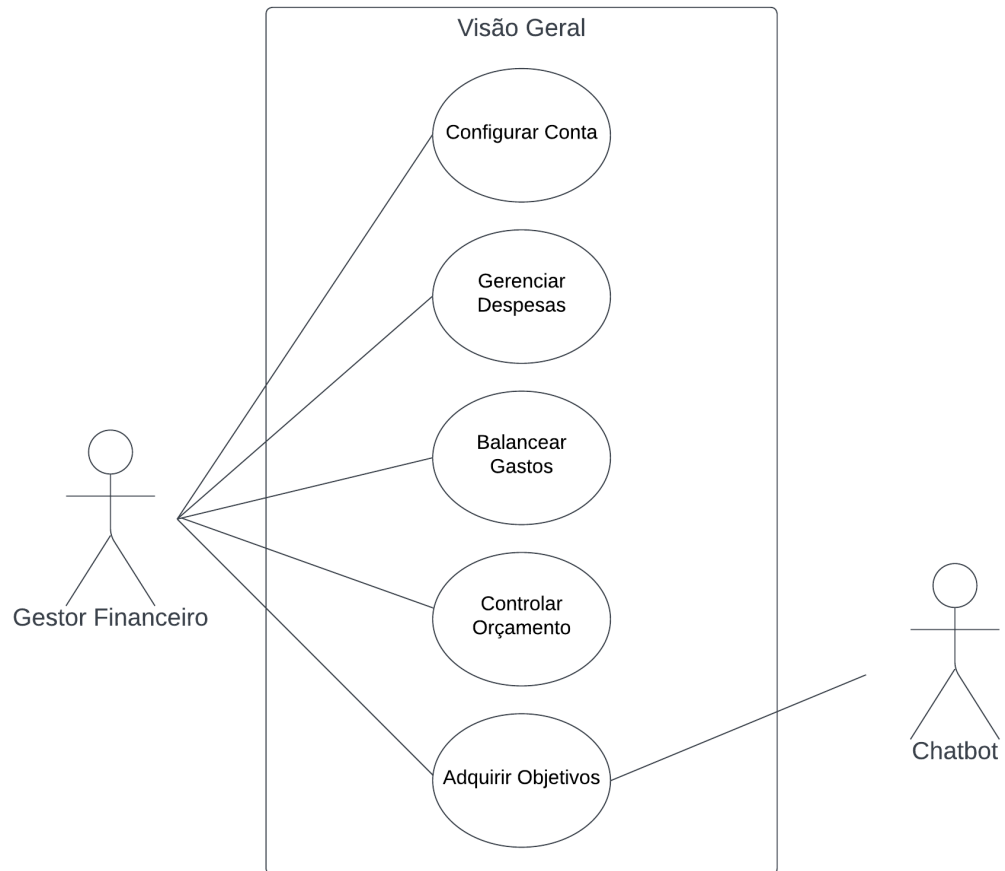 Visão Geral
Configurar Conta
Gerenciar
Despesas
Balancear
Gastos
Gestor Financeiro
Controlar
Orçamento
Chatbot
Adquirir Objetivos